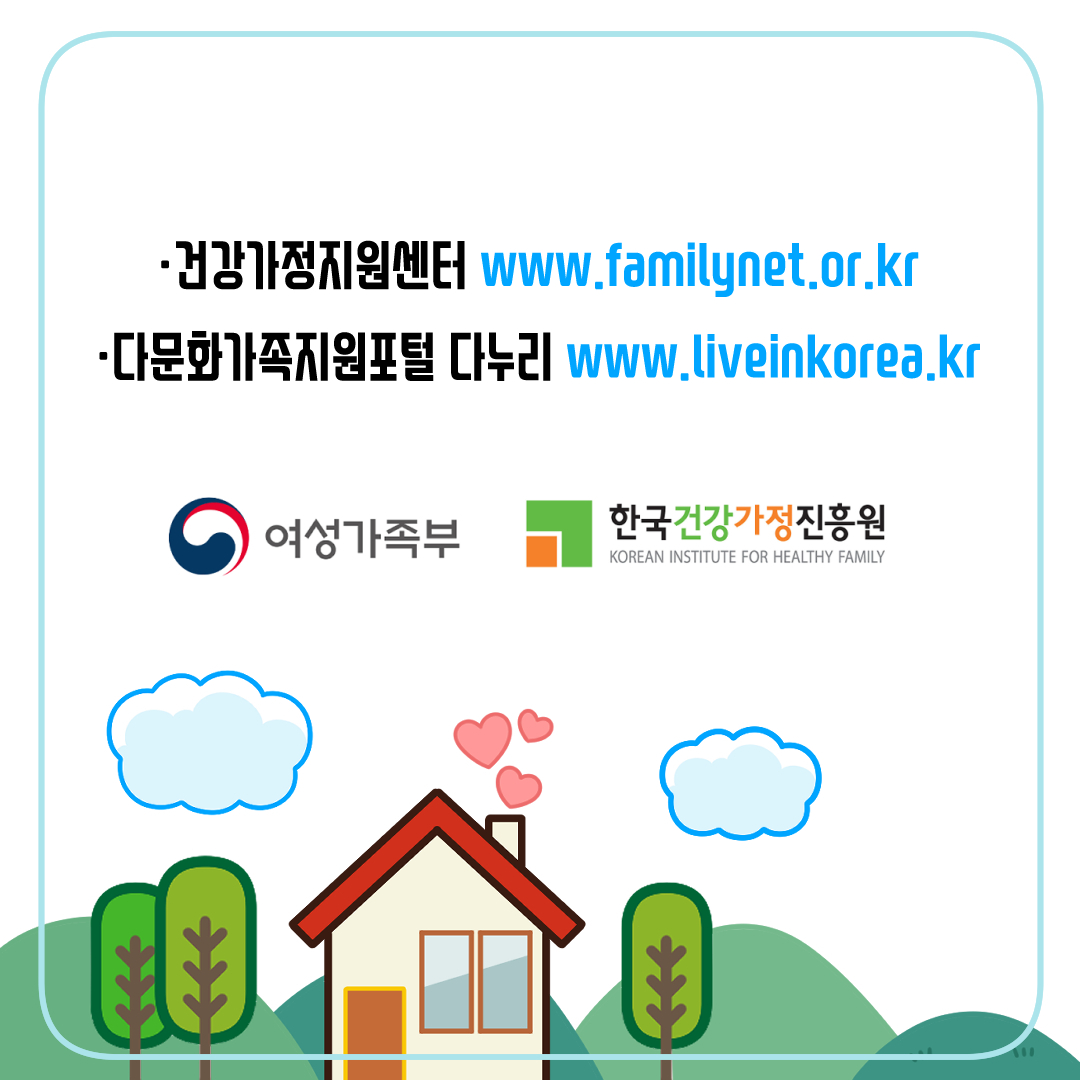 ·건강가정지원센터 www.familynet.or.kr
·다문화가족지원포털 다누리 www.liveinkorea.kr
여성가족부
한국건강가정진흥원
KOREAN INSTITUTE FOR HEALTHY FAMILY